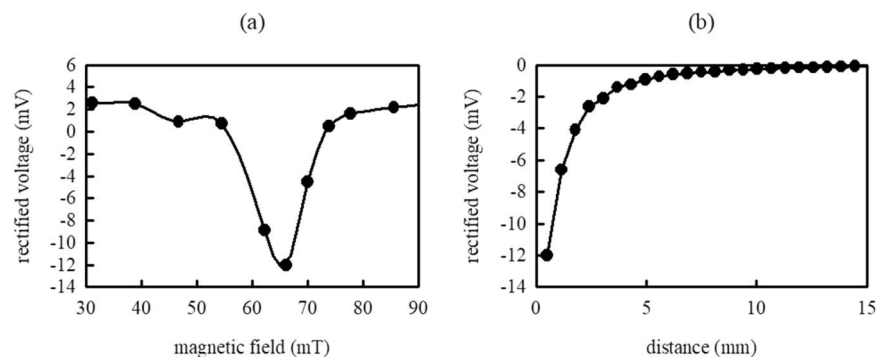 (a)
6
4
2
0
-2
-4
-6
-8
-10
-12
-14
30 40 50 60 70 80 90
rectified voltage (mV)
magnetic field (mT)
(b)
0
-2
-4
-6
-8
-10
-12
-14
0 5 10 15
rectified voltage (mV)
distance (mm)